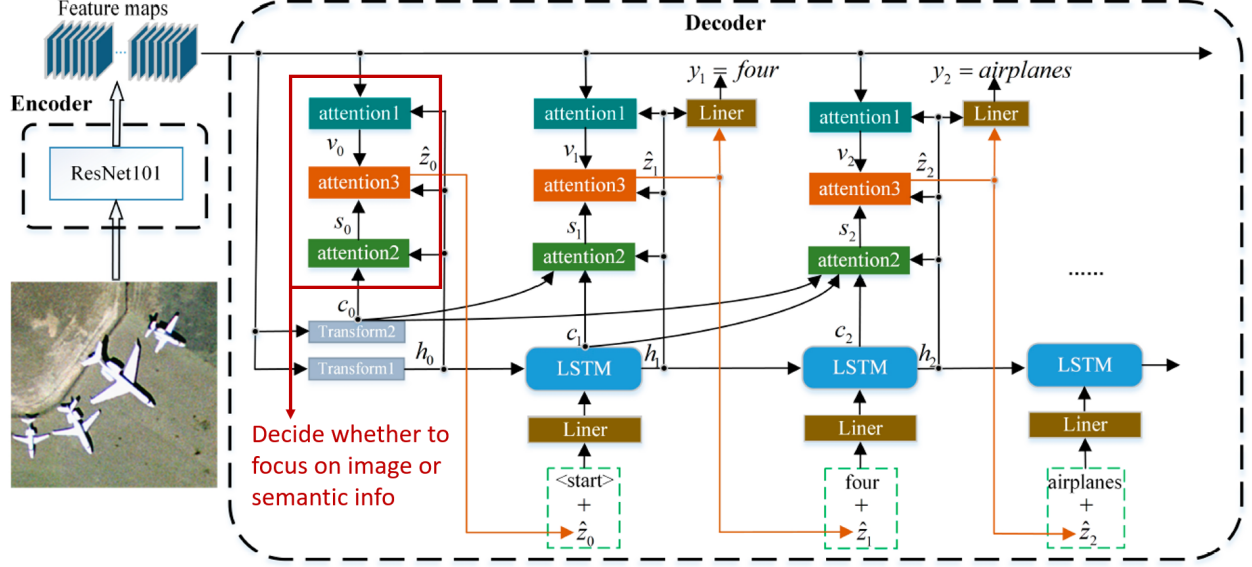 Feature maps
Decoder
...
Encoder
ResNet101
y₁ = four
y₂ = airplanes
attention1
attention1
Liner
attention1
Liner
v₀
ẑ₀
v₁
ẑ₁
v₂
ẑ₂
attention3
attention3
attention3
s₀
s₁
s₂
attention2
attention2
attention2
......
c₀
c₁
c₂
Transform2
Transform1
h₀
LSTM
h₁
LSTM
h₂
LSTM
Decide whether to
focus on image or
semantic info
Liner
Liner
Liner
<start>
+
ẑ₀
four
+
ẑ₁
airplanes
+
ẑ₂